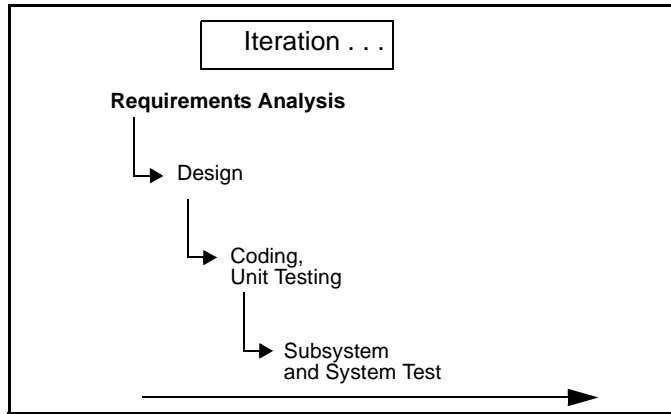 Iteration . . .
Requirements Analysis
Design
Coding,
Unit Testing
Subsystem
and System Test